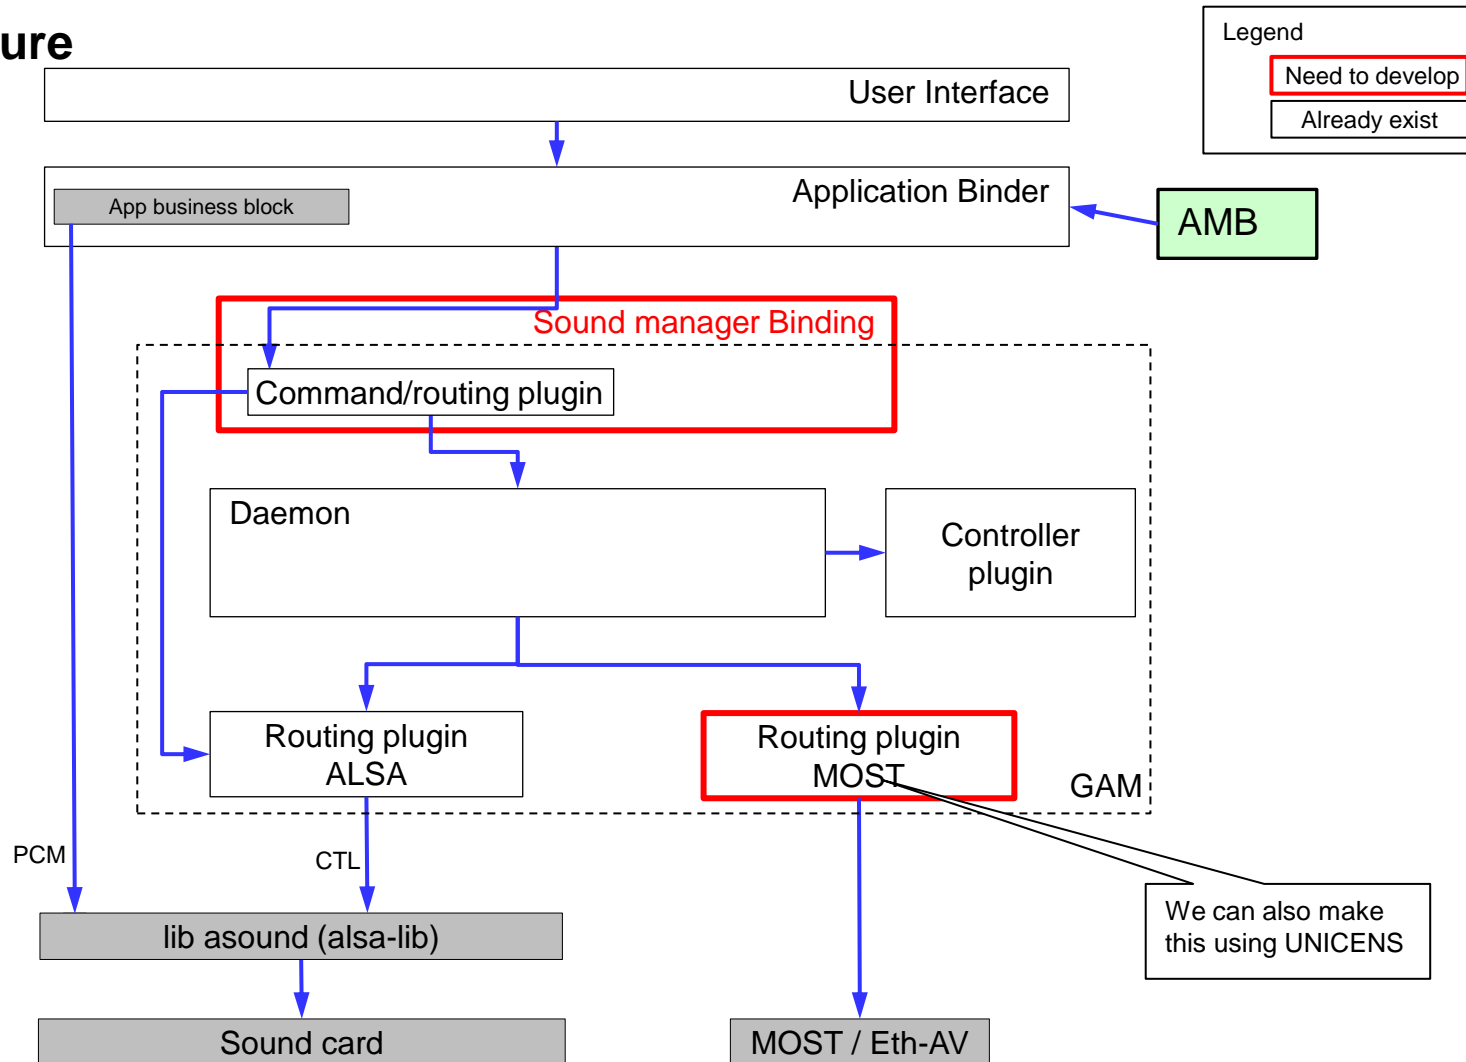 ure
Legend
Need to develop
Already exist
User Interface
Application Binder
App business block
AMB
Sound manager Binding
Command/routing plugin
Daemon
Controller
plugin
Routing plugin
ALSA
Routing plugin
MOST
GAM
PCM
CTL
We can also make
this using UNICENS
lib asound (alsa-lib)
Sound card
MOST / Eth-AV